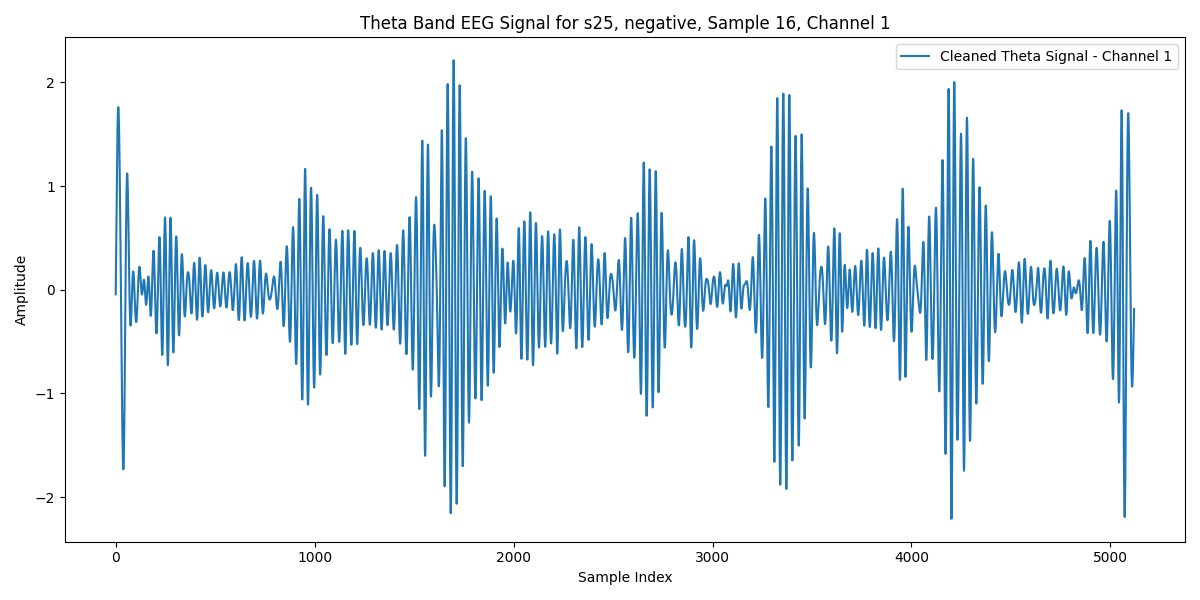 Theta Band EEG Signal for s25, negative, Sample 16, Channel 1
Cleaned Theta Signal - Channel 1
Amplitude
2
1
0
−1
−2
0 1000 2000 3000 4000 5000
Sample Index